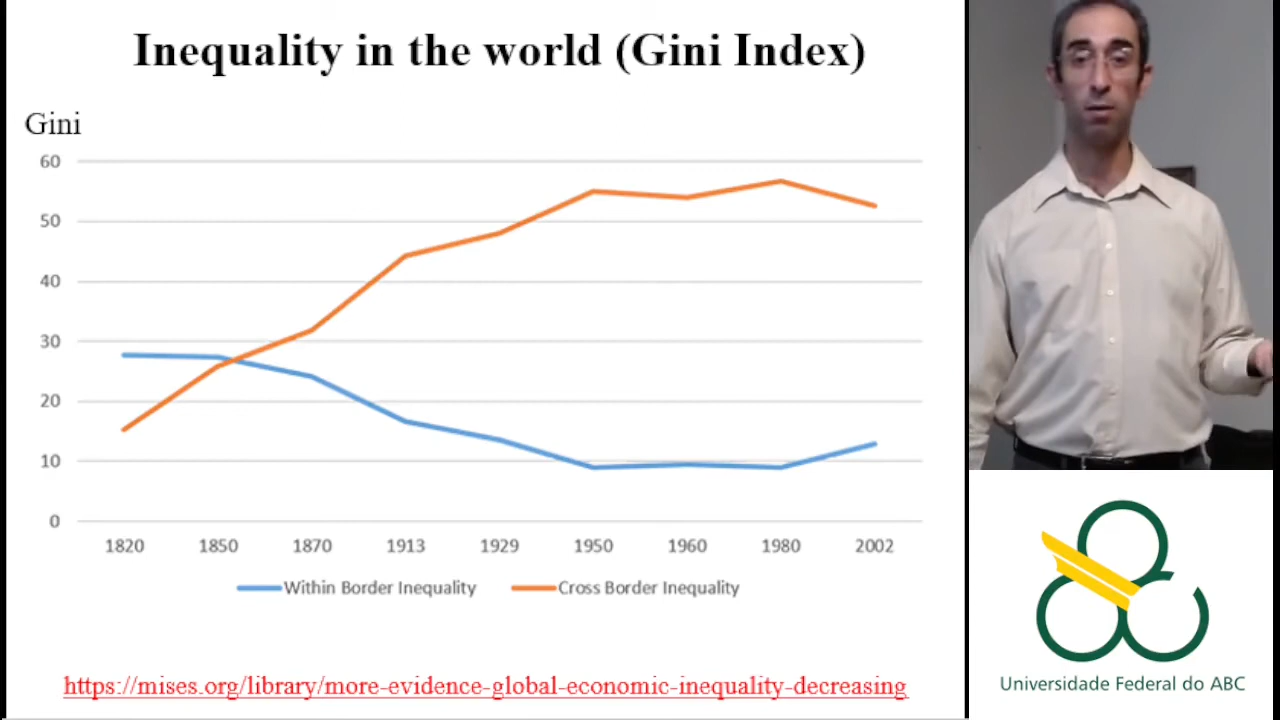 Inequality in the world (Gini Index)
Gini
60
50
40
30
20
10
0
1820 1850 1870 1913 1929 1950 1960 1980 2002
Within Border Inequality Cross Border Inequality
https://mises.org/library/more-evidence-global-economic-inequality-decreasing
Universidade Federal do ABC